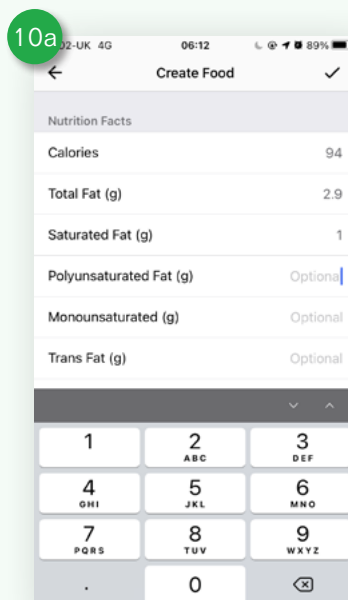 10a
02-UK 4G 06:12 89%
Create Food
Nutrition Facts
Calories 94
Total Fat (g) 2.9
Saturated Fat (g) 1
Polyunsaturated Fat (g) Optional
Monounsaturated (g) Optional
Trans Fat (g) Optional
1 2 3
ABC DEF
4 5 6
GHI JKL MNO
7 8 9
PQRS TUV WXYZ
. 0